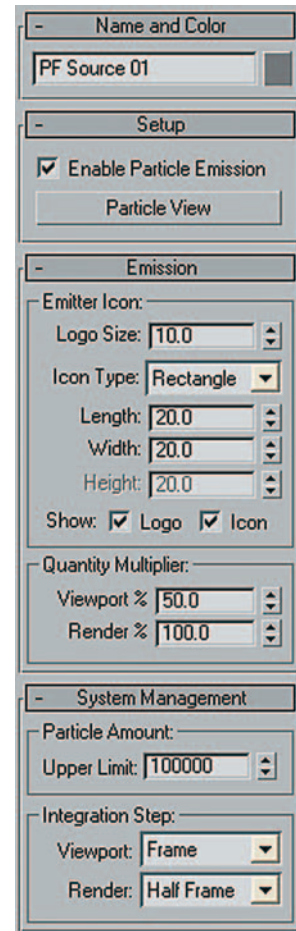 - Name and Color
PF Source 01
- Setup
Enable Particle Emission
Particle View
- Emission
Emitter Icon:
Logo Size: 10.0
Icon Type: Rectangle
Length: 20.0
Width: 20.0
Height: 20.0
Show: Logo Icon
Quantity Multiplier:
Viewport % 50.0
Render % 100.0
- System Management
Particle Amount:
Upper Limit: 100000
Integration Step:
Viewport: Frame
Render: Half Frame